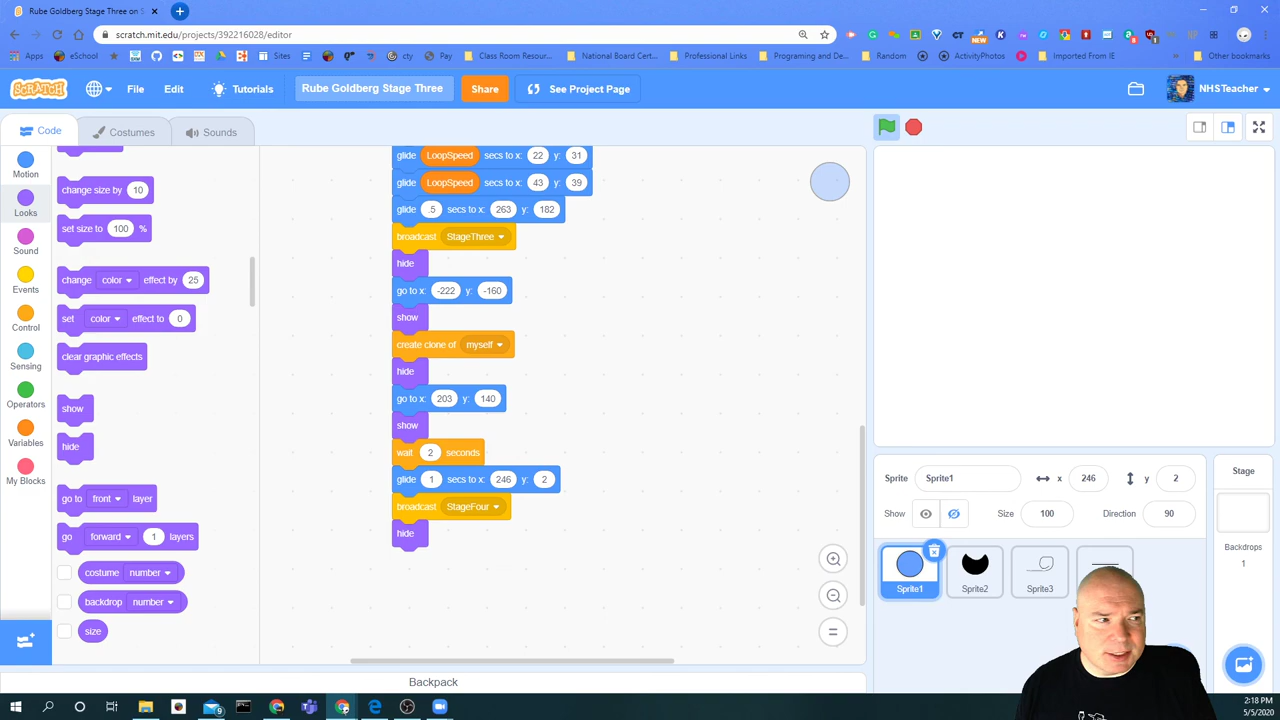 Rube Goldberg Stage Three on S
scratch.mit.edu/projects/392216028/editor
Apps
eSchool
Sites
cty
Pay
Class Room Resour...
National Board Cert...
Professional Links
Programing and De...
Random
ActivityPhotos
Imported From IE
Other bookmarks
SCRATCH
File
Edit
Tutorials
Rube Goldberg Stage Three
Share
See Project Page
NHSTeacher
Code
Costumes
Sounds
Motion
Looks
Sound
Events
Control
Sensing
Operators
Variables
My Blocks
change size by 10
set size to 100 %
change color effect by 25
set color effect to 0
clear graphic effects
show
hide
go to front layer
go forward 1 layers
costume number
backdrop number
size
glide LoopSpeed secs to x: 22 y: 31
glide LoopSpeed secs to x: 43 y: 39
glide .5 secs to x: 263 y: 182
broadcast StageThree
hide
go to x: -222 y: -160
show
create clone of myself
hide
go to x: 203 y: 140
show
wait 2 seconds
glide 1 secs to x: 246 y: 2
broadcast StageFour
hide
Backpack
Sprite Sprite1 x 246 y 2
Show Size 100 Direction 90
Sprite1
Sprite2
Sprite3
Stage
Backdrops
1
2:18 PM
5/5/2020